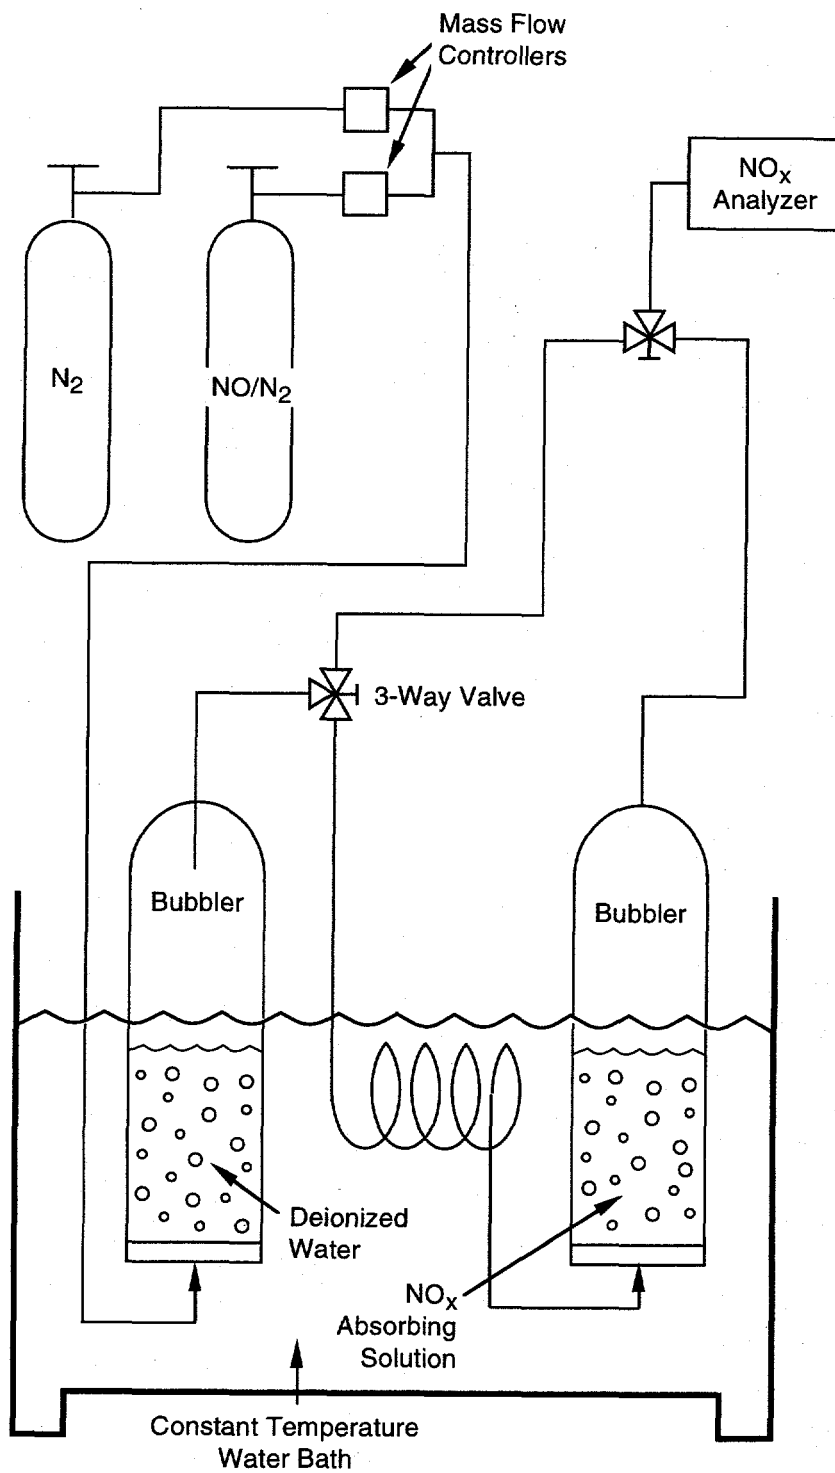 Mass Flow
Controllers
NOx
Analyzer
N2
NO/N2
3-Way Valve
Bubbler
Bubbler
Deionized
Water
NOx
Absorbing
Solution
Constant Temperature
Water Bath